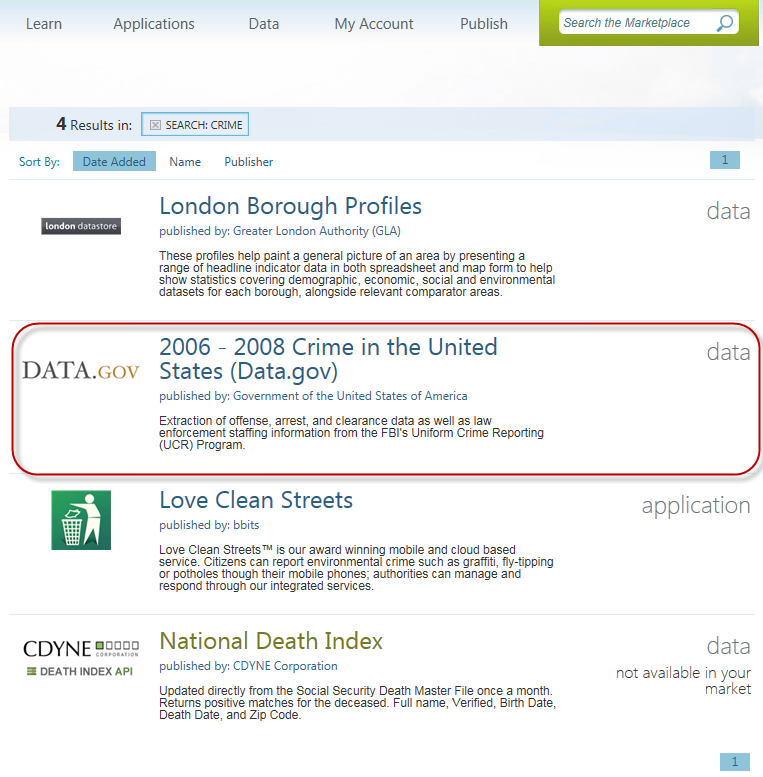 Learn Applications Data My Account Publish Search the Marketplace
4 Results in: SEARCH: CRIME
Sort By: Date Added Name Publisher 1
london datastore
London Borough Profiles data
published by: Greater London Authority (GLA)
These profiles help paint a general picture of an area by presenting a
range of headline indicator data in both spreadsheet and map form to help
show statistics covering demographic, economic, social and environmental
datasets for each borough, alongside relevant comparator areas.
DATA.GOV
2006 - 2008 Crime in the United data
States (Data.gov)
published by: Government of the United States of America
Extraction of offense, arrest, and clearance data as well as law
enforcement staffing information from the FBI's Uniform Crime Reporting
(UCR) Program.
Love Clean Streets application
published by: bbits
Love Clean Streets™ is our award winning mobile and cloud based
service. Citizens can report environmental crime such as graffiti, fly-tipping
or potholes though their mobile phones; authorities can manage and
respond through our integrated services.
CDYNE CORPORATION
DEATH INDEX API
National Death Index data
published by: CDYNE Corporation not available in your
market
Updated directly from the Social Security Death Master File once a month.
Returns positive matches for the deceased. Full name, Verified, Birth Date,
Death Date, and Zip Code.
1